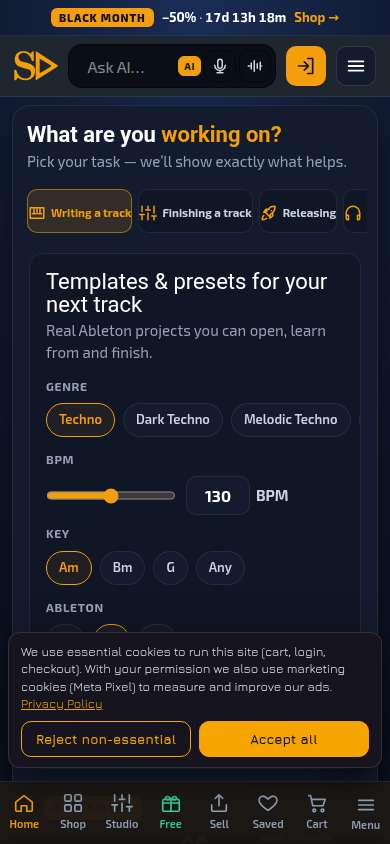 BLACK MONTH −50% · 17d 13h 18m Shop →
Ask AI... AI
What are you working on?
Pick your task — we'll show exactly what helps.
Writing a track Finishing a track Releasing
Templates & presets for your
next track
Real Ableton projects you can open, learn
from and finish.
GENRE
Techno Dark Techno Melodic Techno
BPM
130 BPM
KEY
Am Bm G Any
ABLETON
We use essential cookies to run this site (cart, login,
checkout). With your permission we also use marketing
cookies (Meta Pixel) to measure and improve our ads.
Privacy Policy
Reject non-essential Accept all
Home Shop Studio Free Sell Saved Cart Menu